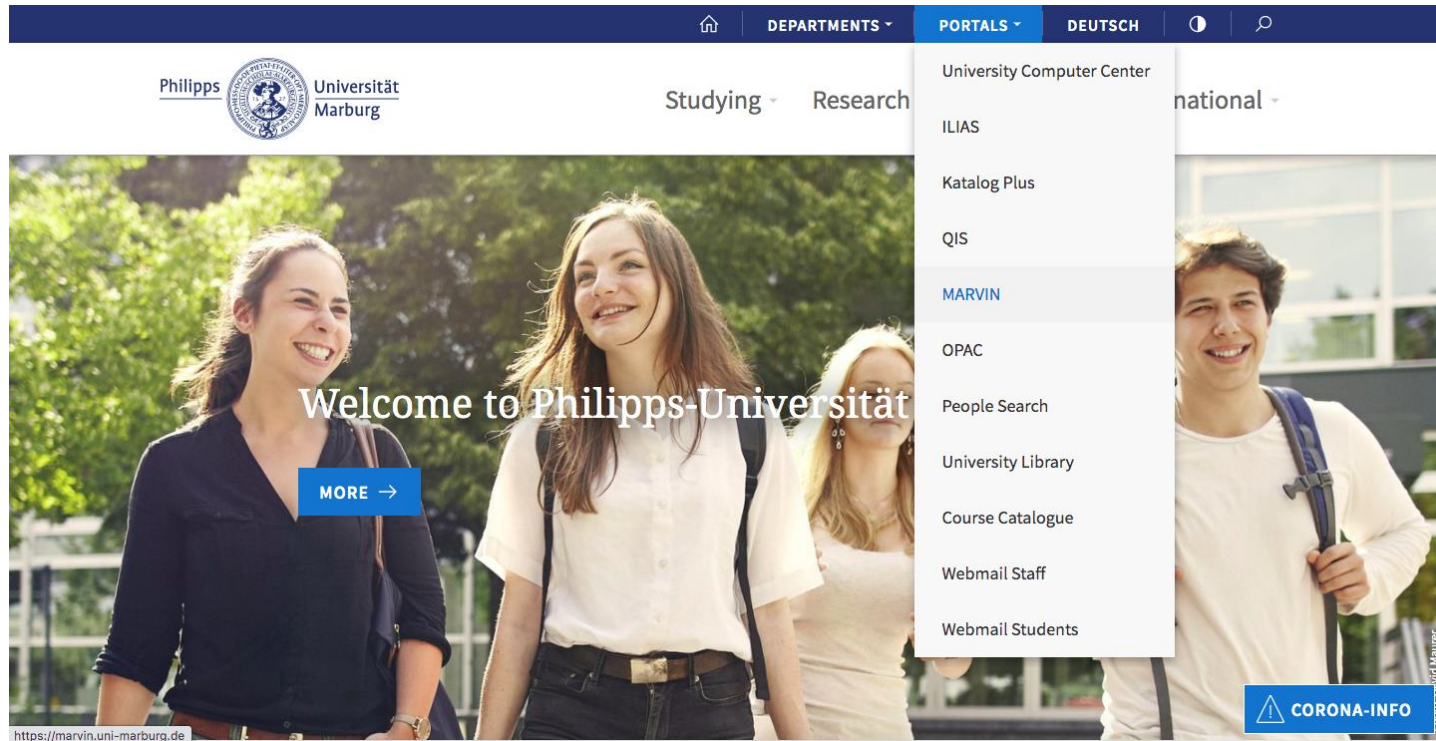 DEPARTMENTS
PORTALS
DEUTSCH
Philipps
Universität
Marburg
Studying
Research
national
University Computer Center
ILIAS
Katalog Plus
QIS
MARVIN
OPAC
People Search
University Library
Course Catalogue
Webmail Staff
Webmail Students
Welcome to Philipps-Universität
MORE →
CORONA-INFO
https://marvin.uni-marburg.de